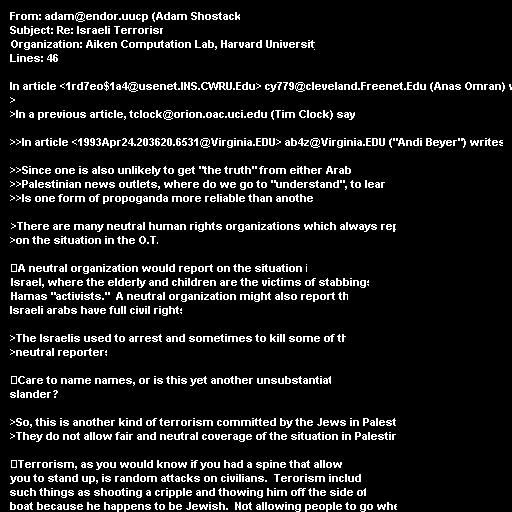 From: adam@endor.uucp (Adam Shostack
Subject: Re: Israeli Terrorisr
Organization: Aiken Computation Lab, Harvard Universit
Lines: 46
In article <1rd7eo$1a4@usenet.INS.CWRU.Edu> cy779@cleveland.Freenet.Edu (Anas Omran) w
>
>In a previous article, tclock@orion.oac.uci.edu (Tim Clock) say
>>In article <1993Apr24.203620.6531@Virginia.EDU> ab4z@Virginia.EDU ("Andi Beyer") writes
>>Since one is also unlikely to get "the truth" from either Arab
>>Palestinian news outlets, where do we go to "understand", to lear
>>Is one form of propoganda more reliable than anothe
>There are many neutral human rights organizations which always rep
>on the situation in the O.T.
A neutral organization would report on the situation i
Israel, where the elderly and children are the victims of stabbings
Hamas "activists."  A neutral organization might also report th
Israeli arabs have full civil rights
>The Israelis used to arrest and sometimes to kill some of th
>neutral reporters
Care to name names, or is this yet another unsubstantiat
slander?
>So, this is another kind of terrorism committed by the Jews in Palest
>They do not allow fair and neutral coverage of the situation in Palestin
Terrorism, as you would know if you had a spine that allow
you to stand up, is random attacks on civilians.  Terorism includ
such things as shooting a cripple and thowing him off the side of
boat because he happens to be Jewish.  Not allowing people to go whe